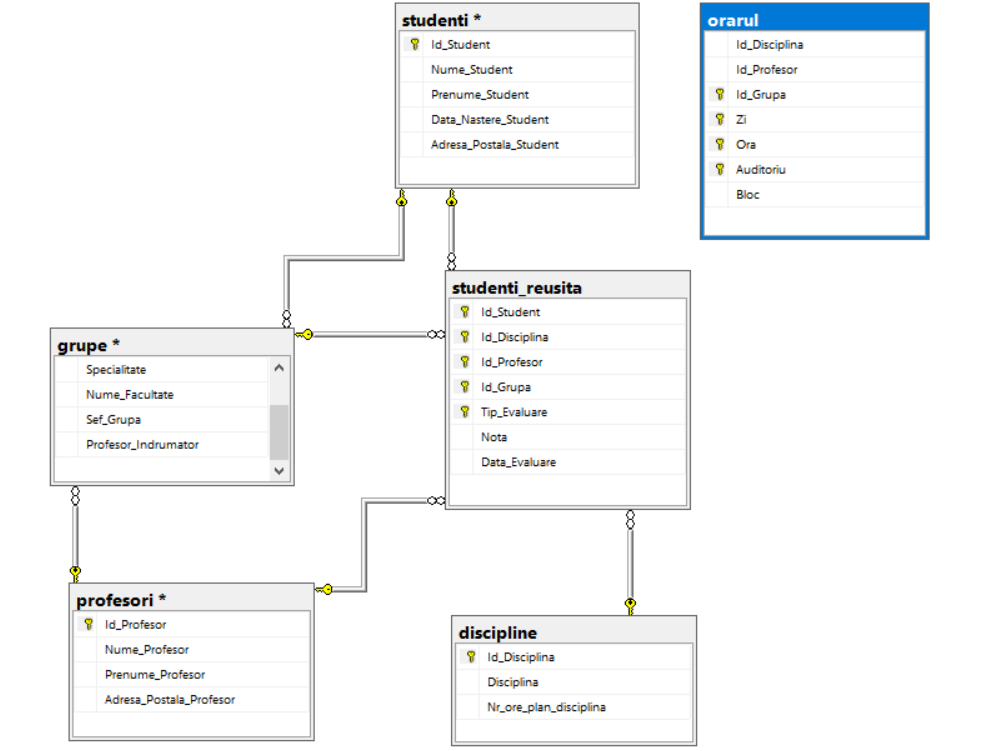 studenti *
Id_Student
Nume_Student
Prenume_Student
Data_Nastere_Student
Adresa_Postala_Student
orarul
Id_Disciplina
Id_Profesor
Id_Grupa
Zi
Ora
Auditoriu
Bloc
studenti_reusita
Id_Student
Id_Disciplina
Id_Profesor
Id_Grupa
Tip_Evaluare
Nota
Data_Evaluare
grupe *
Specialitate
Nume_Facultate
Sef_Grupa
Profesor_Indrumator
profesori *
Id_Profesor
Nume_Profesor
Prenume_Profesor
Adresa_Postala_Profesor
discipline
Id_Disciplina
Disciplina
Nr_ore_plan_disciplina